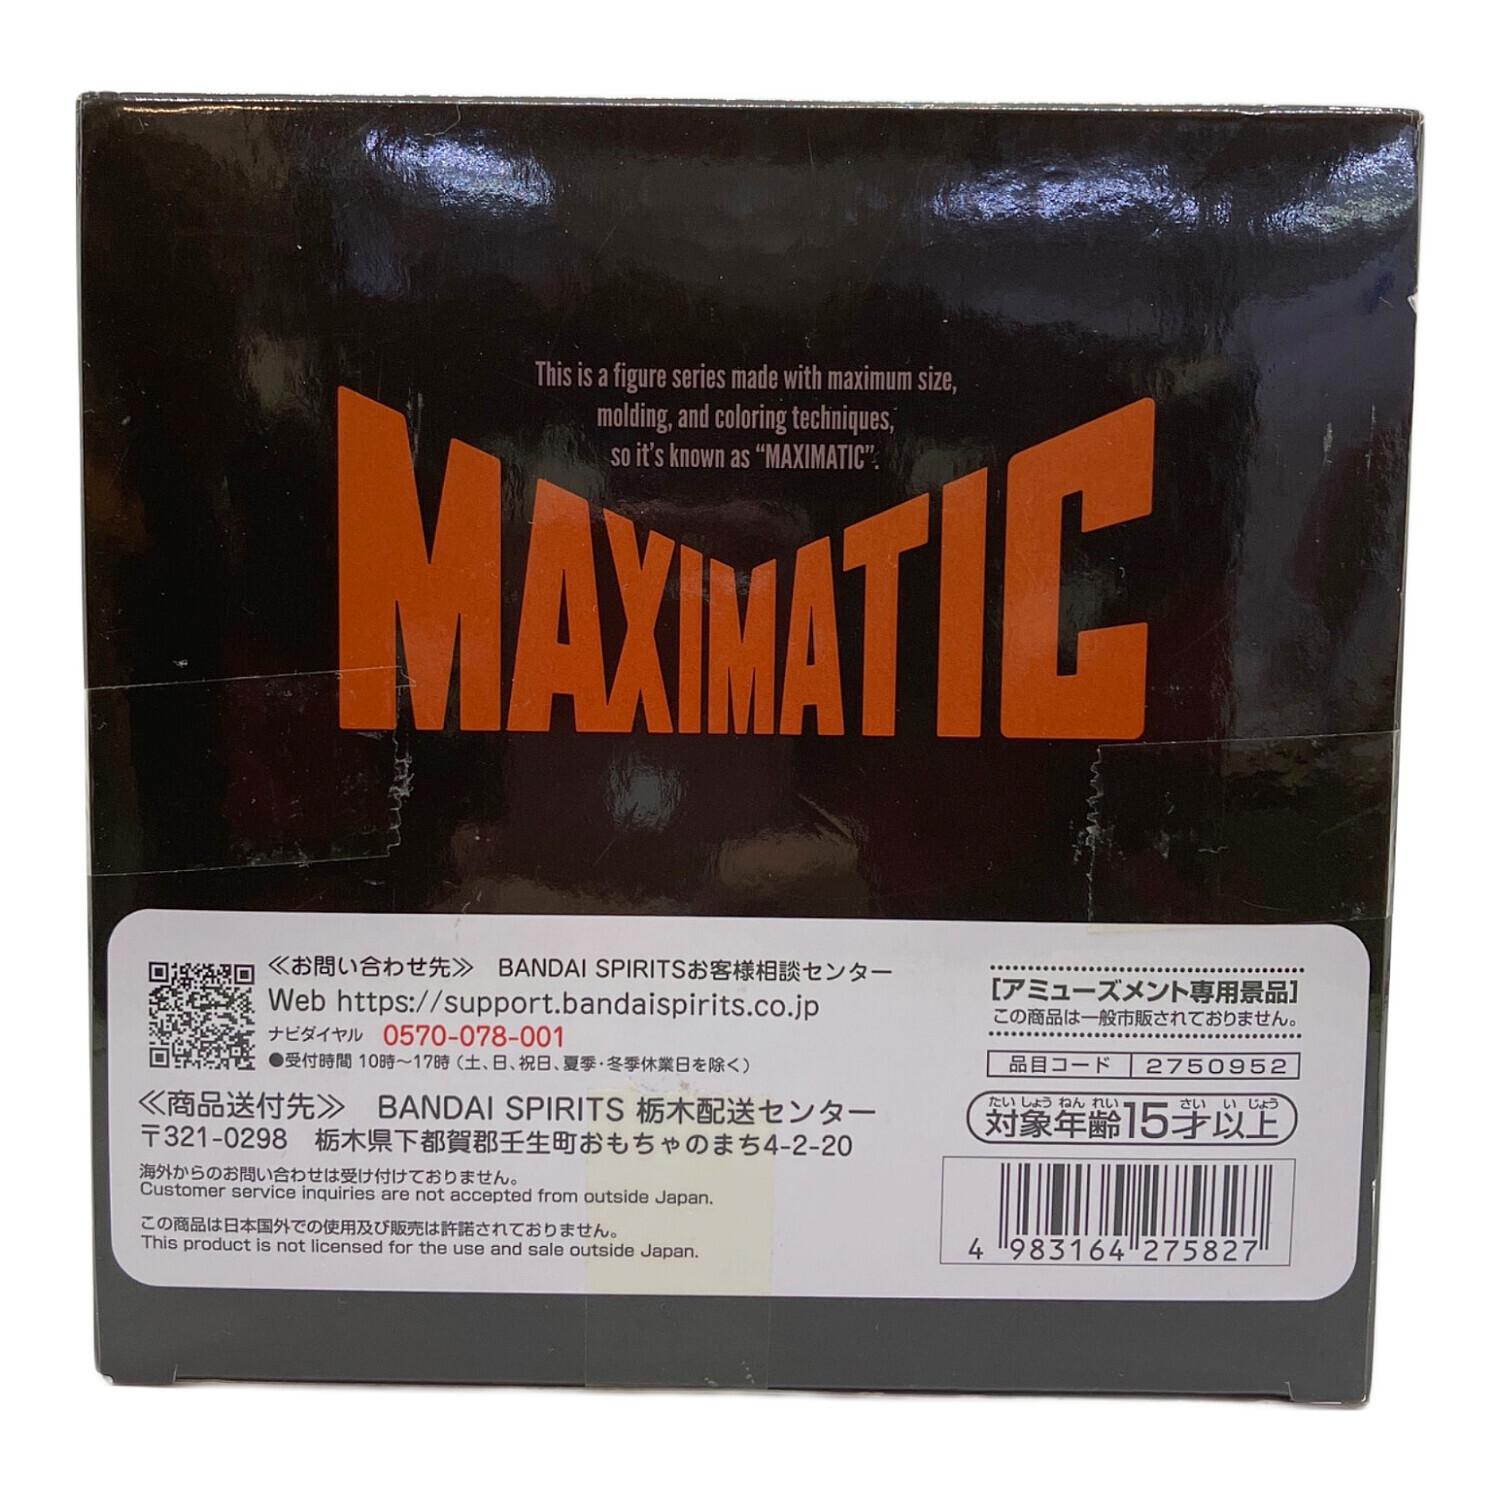 This is a figure series made with maximum size,
molding, and coloring techniques,
so it's known as “MAXIMATIC”.
MAXIMATIC
≪お問い合わせ先≫ BANDAI SPIRITSお客様相談センター
Web https://support.bandaispirits.co.jp
ナビダイヤル 0570-078-001
●受付時間 10時～17時（土、日、祝日、夏季・冬季休業日を除く）
≪商品送付先≫ BANDAI SPIRITS 栃木配送センター
〒321-0298 栃木県下都賀郡壬生町おもちゃのまち4-2-20
海外からのお問い合わせは受け付けておりません。
Customer service inquiries are not accepted from outside Japan.
この商品は日本国外での使用及び販売は許諾されておりません。
This product is not licensed for the use and sale outside Japan.
[アミューズメント専用景品]
この商品は一般市販されておりません。
品目コード 2750952
たいしょうねんれい さい いじょう
対象年齢15才以上
4 983164 275827